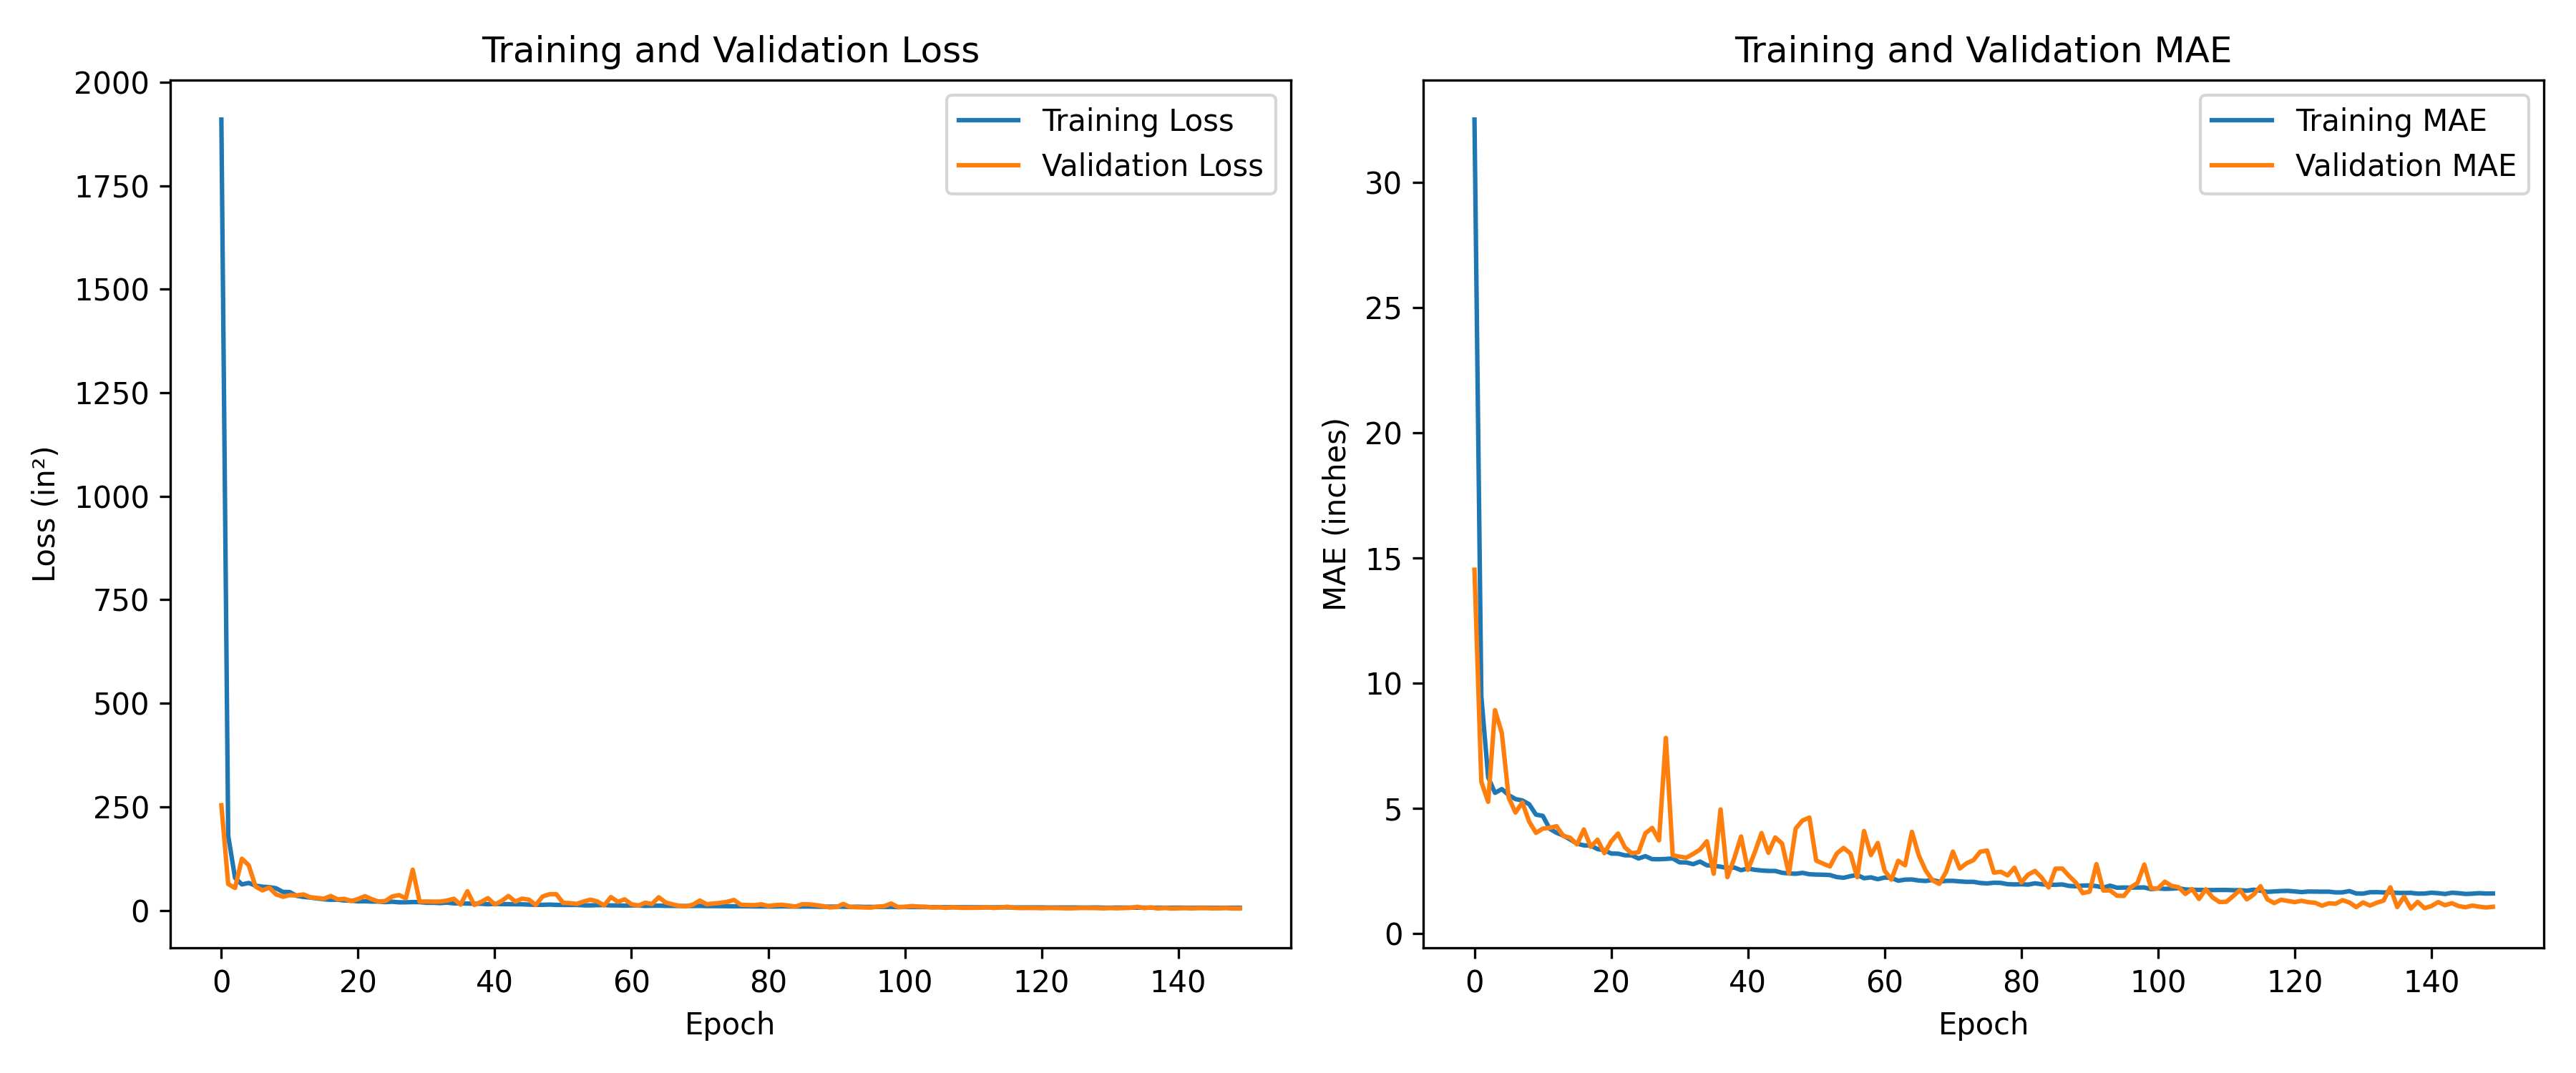 Training and Validation Loss
2000
1750
1500
1250
1000
750
500
250
0
Loss (in²)
Training Loss
Validation Loss
0 20 40 60 80 100 120 140
Epoch
Training and Validation MAE
30
25
20
15
10
5
0
MAE (inches)
Training MAE
Validation MAE
0 20 40 60 80 100 120 140
Epoch